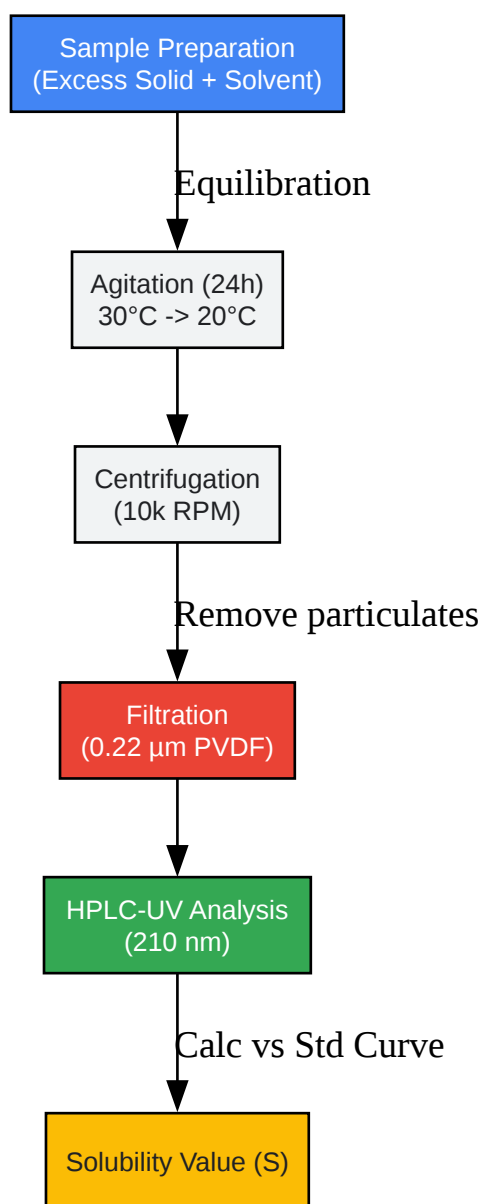 Sample Preparation
(Excess Solid + Solvent)
Equilibration
Agitation (24h)
30°C -> 20°C
Centrifugation
(10k RPM)
Remove particulates
Filtration
(0.22 µm PVDF)
HPLC-UV Analysis
(210 nm)
Calc vs Std Curve
Solubility Value (S)